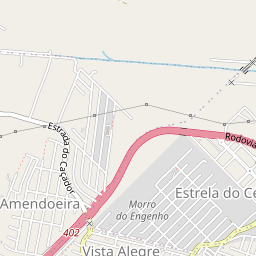 Estrada do Caçador
Rodovia
Morro
do Engenho
Estrela do Ce
Amendoeira
402
Vista Alegre